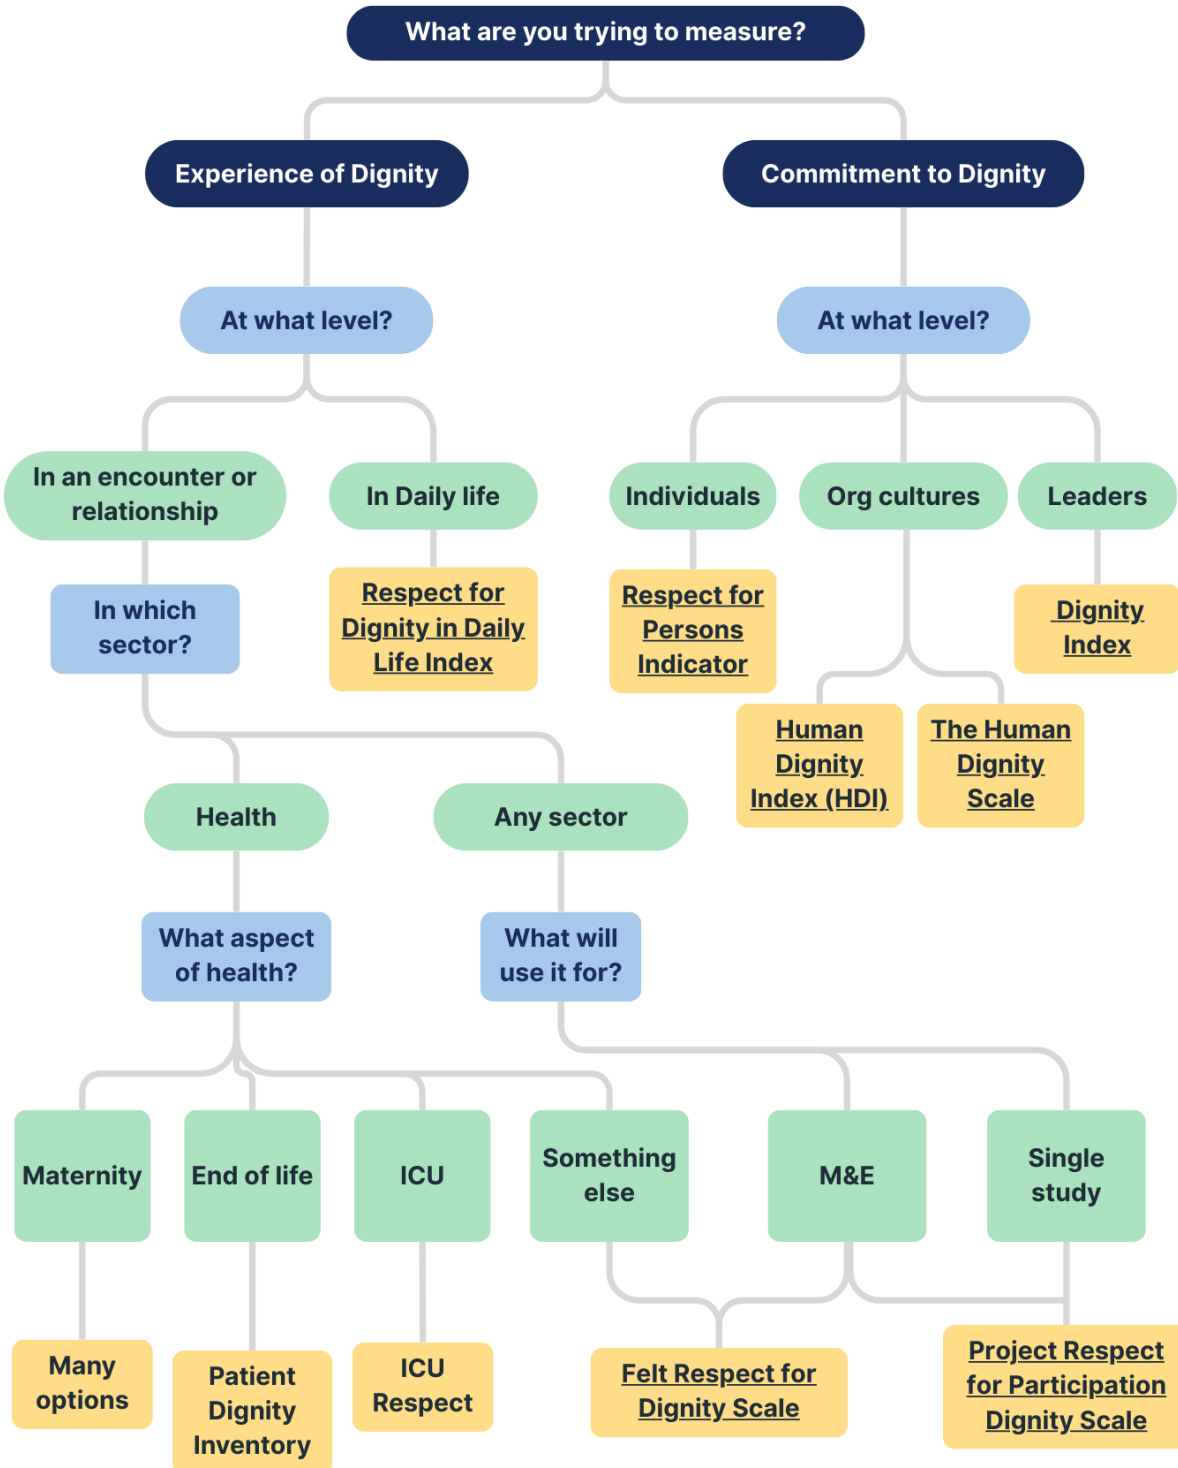 What are you trying to measure?
Experience of Dignity
Commitment to Dignity
At what level?
At what level?
In an encounter or
relationship
In Daily life
Individuals
Org cultures
Leaders
In which
sector?
Respect for
Dignity in Daily
Life Index
Respect for
Persons
Indicator
Dignity
Index
Human
Dignity
Index (HDI)
The Human
Dignity
Scale
Health
Any sector
What aspect
of health?
What will
use it for?
Maternity
End of life
ICU
Something
else
M&E
Single
study
Many
options
Patient
Dignity
Inventory
ICU
Respect
Felt Respect for
Dignity Scale
Project Respect
for Participation
Dignity Scale